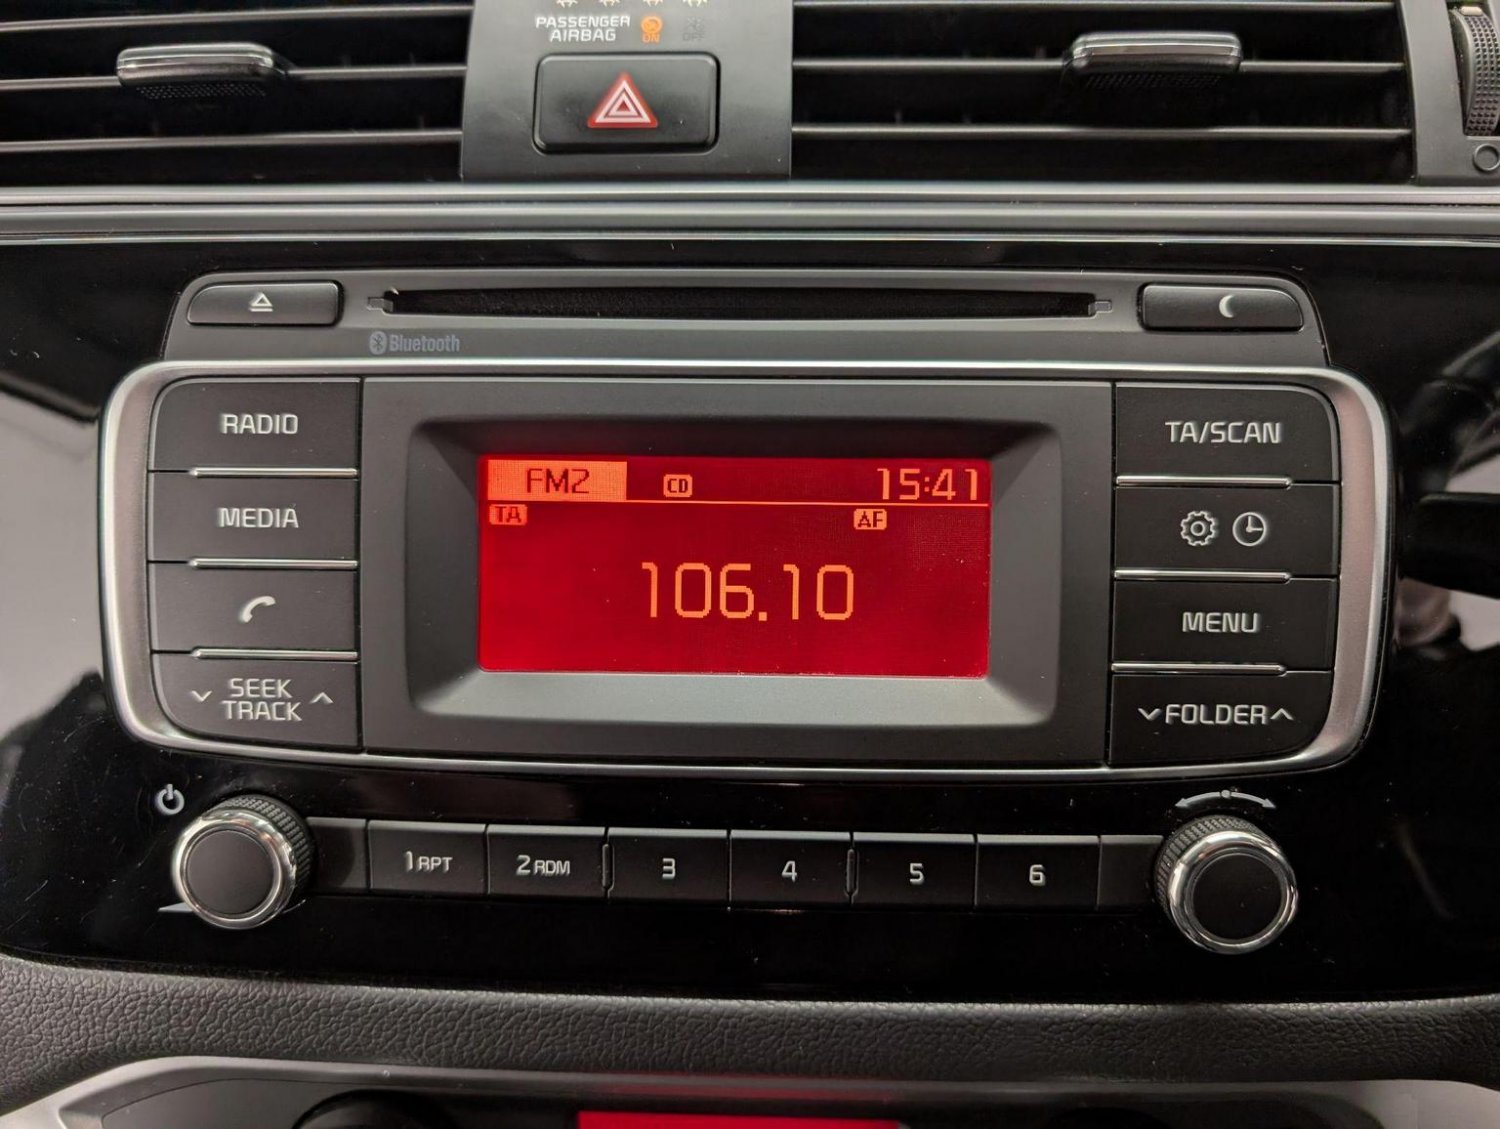 PASSENGER
AIRBAG
ON
OFF
Bluetooth
RADIO
MEDIA
SEEK
TRACK
FM2 CD 15:41
TA AF
106.10
TA/SCAN
MENU
FOLDER
1 RPT 2 RDM 3 4 5 6